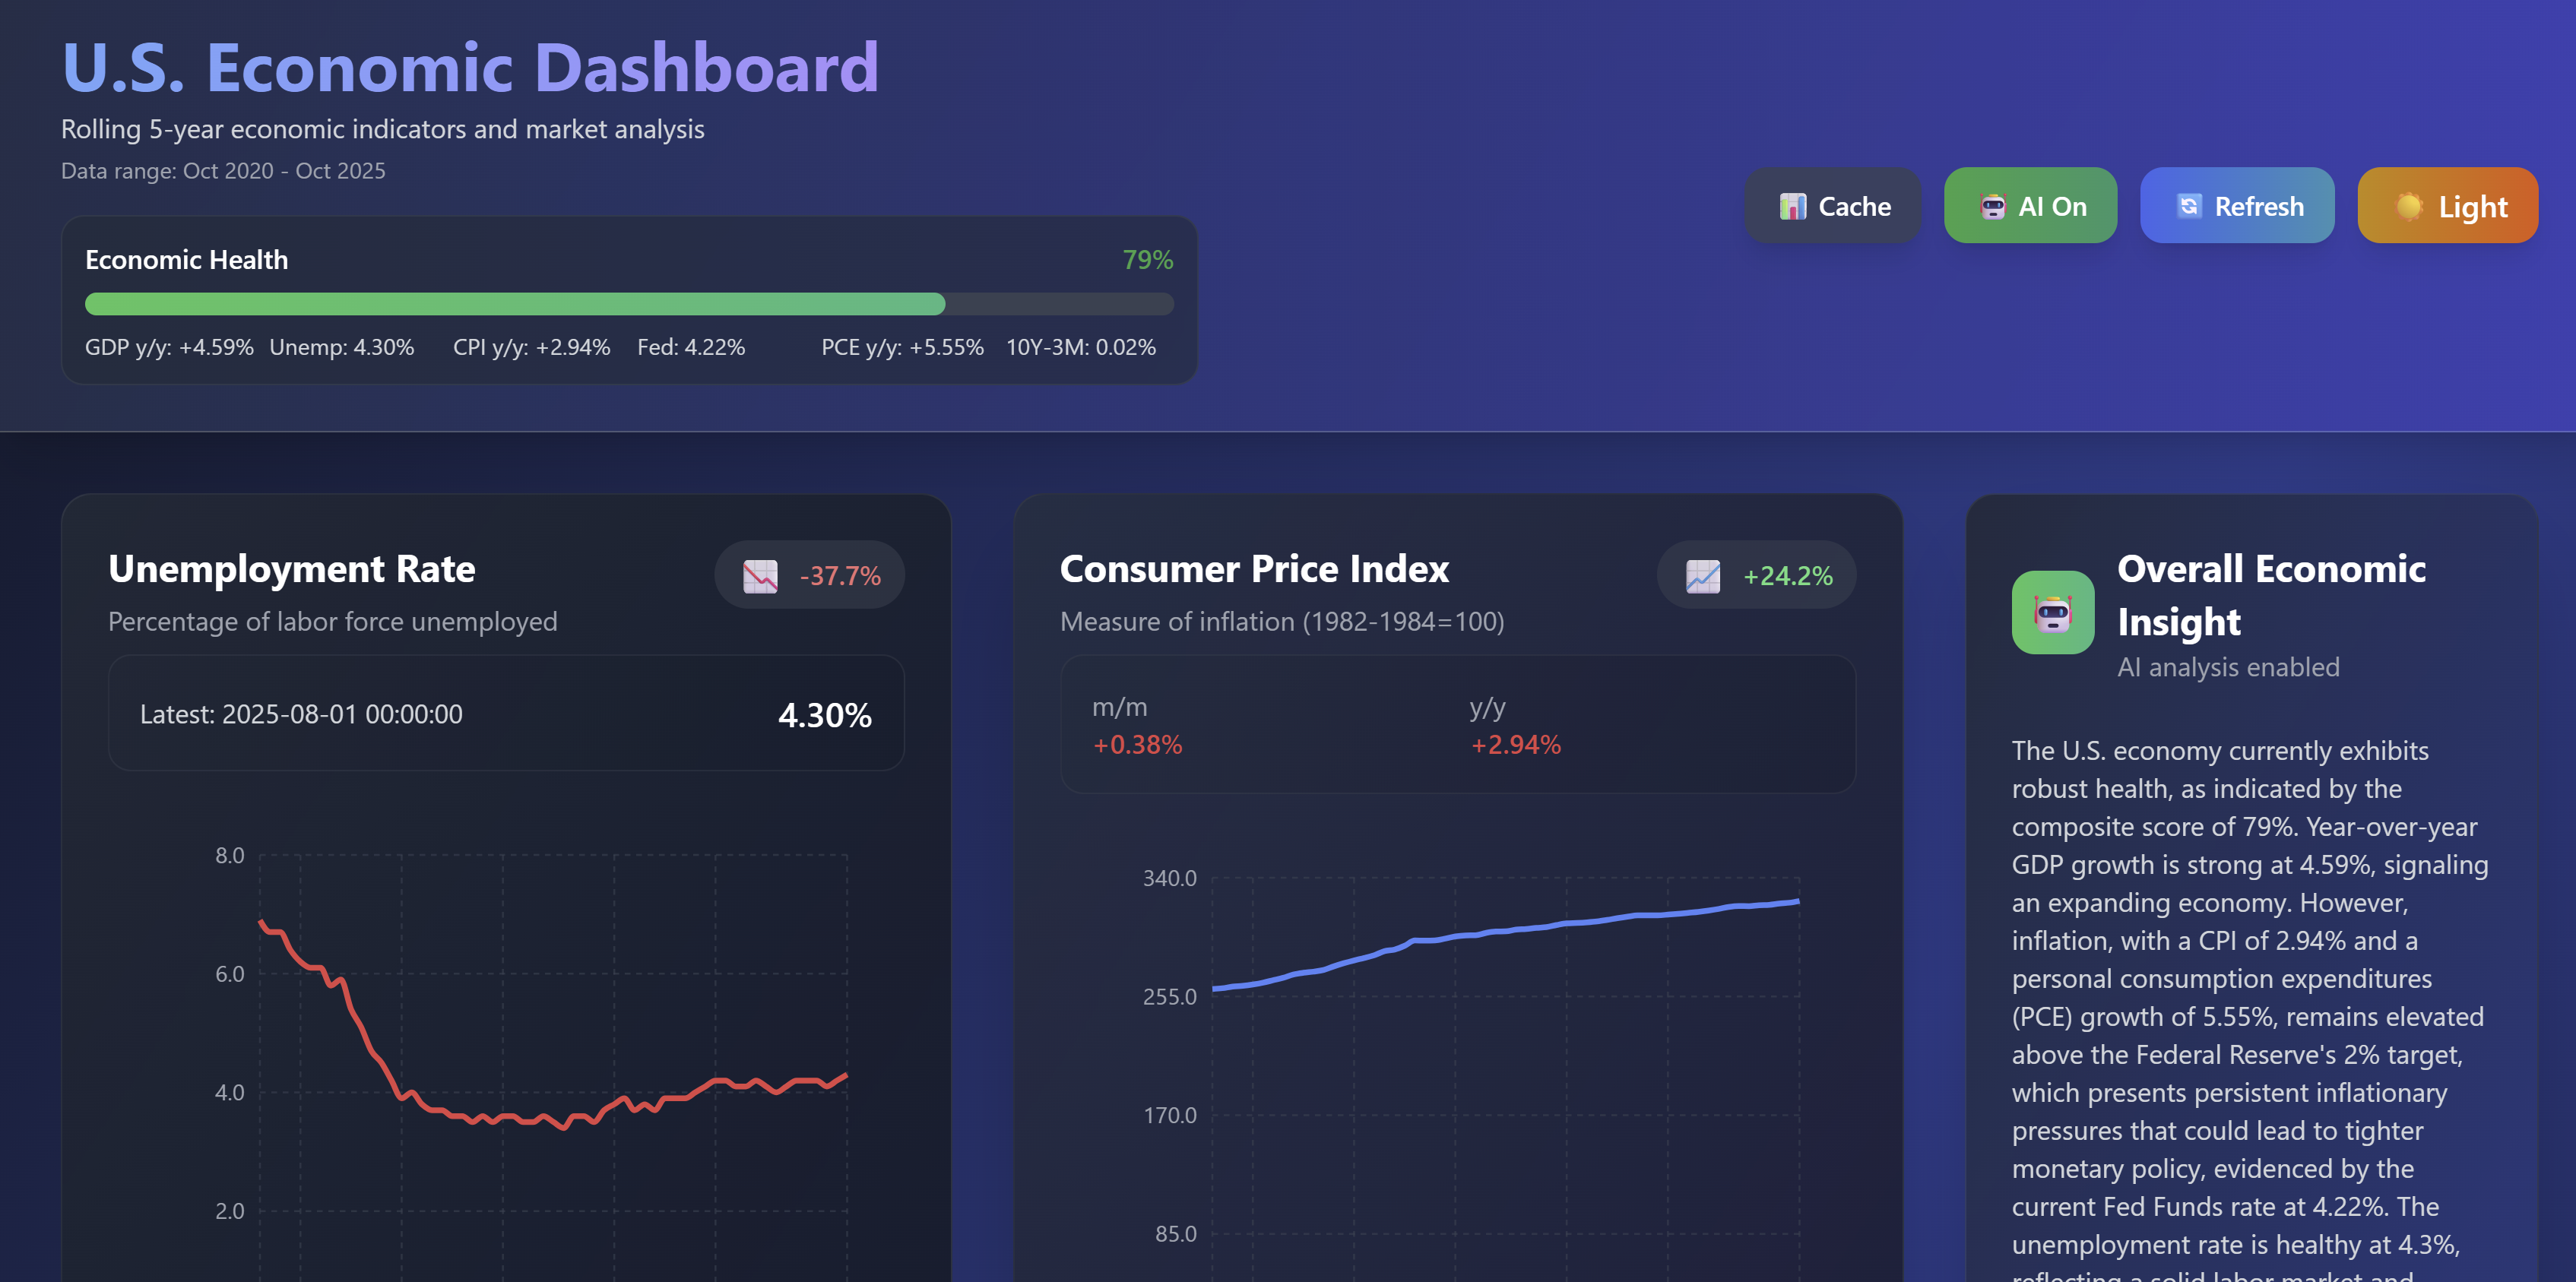 U.S. Economic Dashboard
Rolling 5-year economic indicators and market analysis
Data range: Oct 2020 - Oct 2025
Cache
AI On
Refresh
Light
Economic Health 79%
GDP y/y: +4.59% Unemp: 4.30% CPI y/y: +2.94% Fed: 4.22% PCE y/y: +5.55% 10Y-3M: 0.02%
Unemployment Rate
-37.7%
Percentage of labor force unemployed
Latest: 2025-08-01 00:00:00 4.30%
8.0
6.0
4.0
2.0
Consumer Price Index
+24.2%
Measure of inflation (1982-1984=100)
m/m y/y
+0.38% +2.94%
340.0
255.0
170.0
85.0
Overall Economic
Insight
AI analysis enabled
The U.S. economy currently exhibits
robust health, as indicated by the
composite score of 79%. Year-over-year
GDP growth is strong at 4.59%, signaling
an expanding economy. However,
inflation, with a CPI of 2.94% and a
personal consumption expenditures
(PCE) growth of 5.55%, remains elevated
above the Federal Reserve's 2% target,
which presents persistent inflationary
pressures that could lead to tighter
monetary policy, evidenced by the
current Fed Funds rate at 4.22%. The
unemployment rate is healthy at 4.3%,
reflecting a solid labor market and